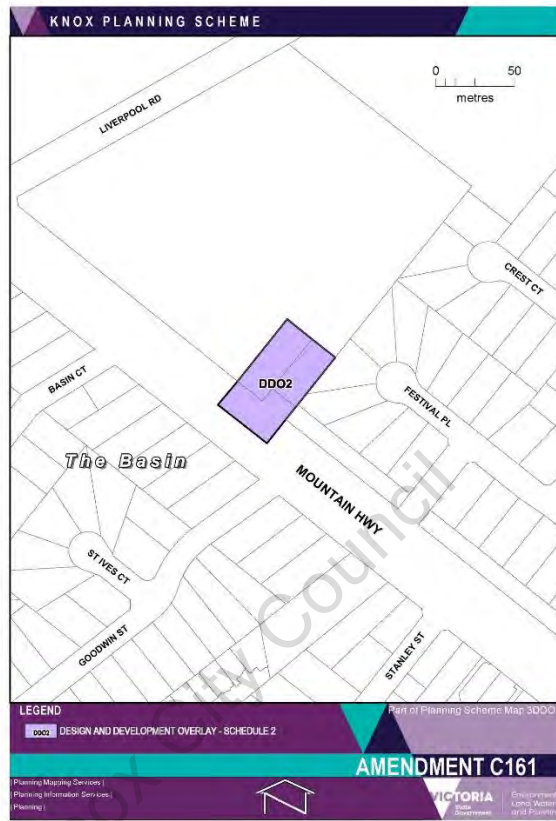 KNOX PLANNING SCHEME
0 50
metres
LIVERPOOL RD
CREST CT
DDO2
BASIN CT
FESTIVAL PL
The Basin
MOUNTAIN HWY
ST IVES CT
GOODWIN ST
STANLEY ST
Knox City Council
LEGEND
DDO2 DESIGN AND DEVELOPMENT OVERLAY - SCHEDULE 2
Part of Planning Scheme Map 3DDO
AMENDMENT C161
| Planning Mapping Services |
| Planning Information Services |
| Planning |
VICTORIA
State
Government
Environment
Land, Water
and Planning